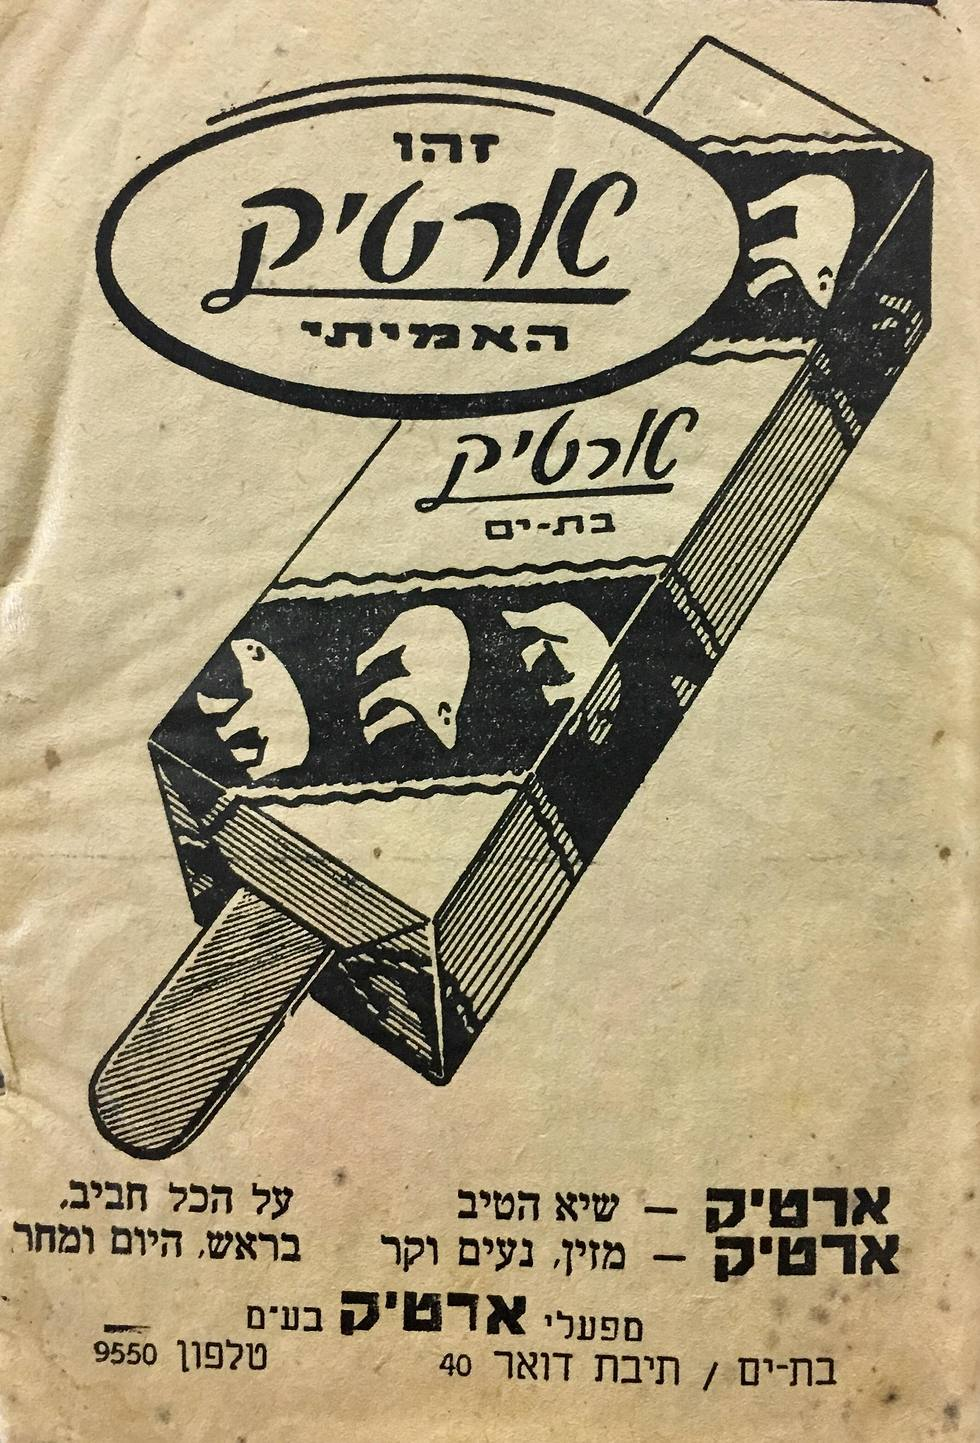 זהו
ארטיק
האמיתי
ארטיק
בת-ים
ארטיק — שיא הטיב על הכל חביב,
ארטיק — מזין, נעים וקר בראש, היום ומחר
מפעלי ארטיק בע"מ
בת-ים / תיבת דואר 40 טלפון 9550